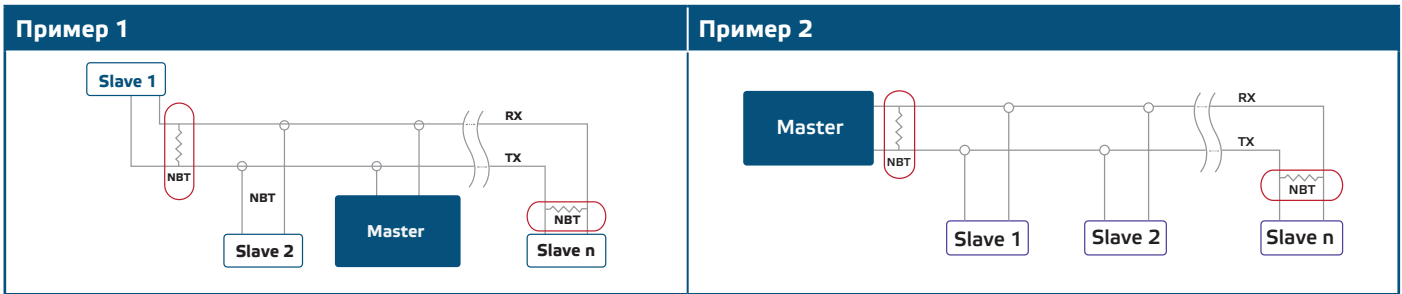 Пример 1
Slave 1
RX
TX
NBT
NBT
NBT
Slave 2
Master
Slave n
Пример 2
Master
RX
TX
NBT
NBT
Slave 1
Slave 2
Slave n